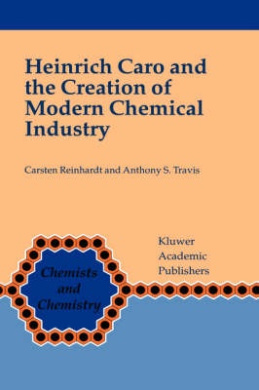 Heinrich Caro and
the Creation of
Modern Chemical
Industry
Carsten Reinhardt and Anthony S. Travis
Kluwer
Academic
Publishers
Chemists
and
Chemistry